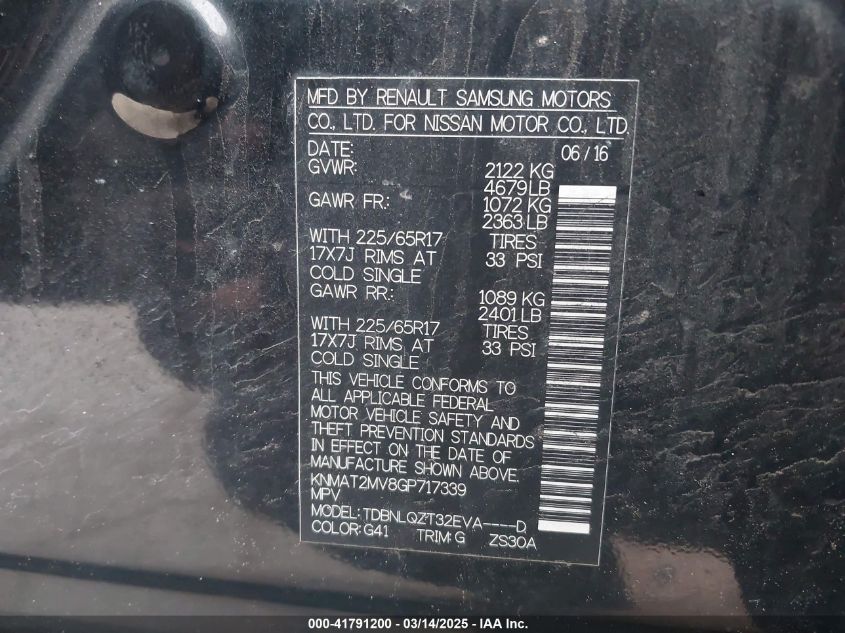 MFD BY RENAULT SAMSUNG MOTORS
CO., LTD. FOR NISSAN MOTOR CO., LTD.
DATE: 06/16
GVWR: 2122 KG
4679 LB
GAWR FR.: 1072 KG
2363 LB
WITH 225/65R17 TIRES
17X7J RIMS AT 33 PSI
COLD SINGLE
GAWR RR.: 1089 KG
2401 LB
WITH 225/65R17 TIRES
17X7J RIMS AT 33 PSI
COLD SINGLE
THIS VEHICLE CONFORMS TO
ALL APPLICABLE FEDERAL
MOTOR VEHICLE SAFETY AND
THEFT PREVENTION STANDARDS
IN EFFECT ON THE DATE OF
MANUFACTURE SHOWN ABOVE.
KNMAT2MV8GP717339
MPV
MODEL: TDBNLQZT32EVA----D
COLOR: G41 TRIM: G ZS30A
000-41791200 - 03/14/2025 - IAA Inc.